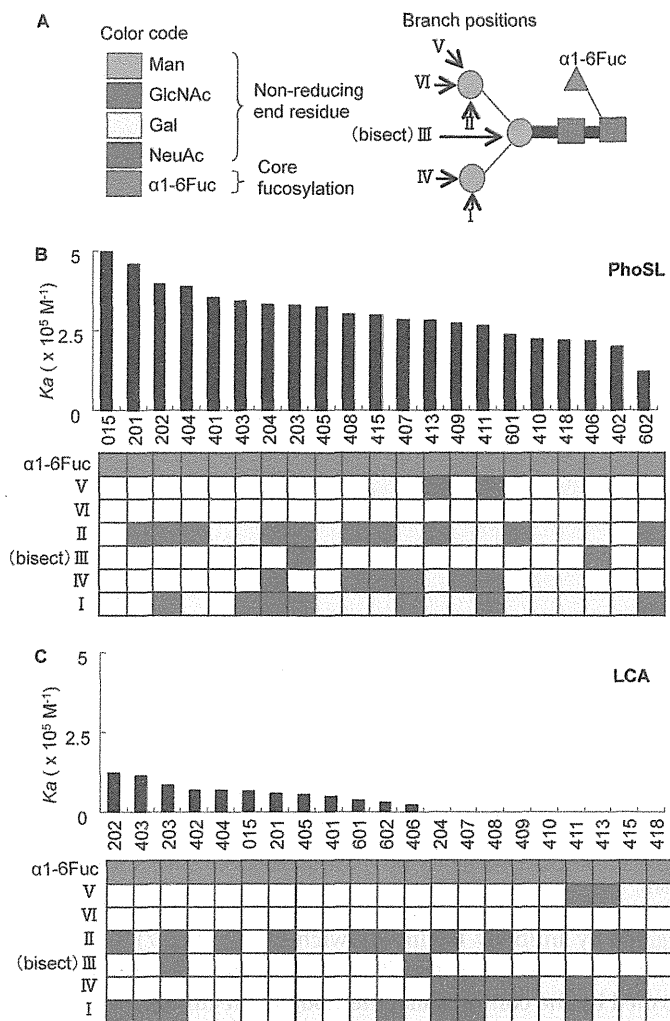 A
Color code
Man
GlcNAc
Gal
NeuAc
α1-6Fuc
Non-reducing
end residue
Core
fucosylation
Branch positions
V
VI
II
(bisect) III
IV
I
α1-6Fuc
B
PhoSL
Ka ( x 10⁵ M⁻¹)
5
2.5
0
015 201 202 404 401 403 204 203 405 408 415 407 413 409 411 601 410 418 406 402 602
α1-6Fuc
V
VI
II
(bisect) III
IV
I
C
LCA
Ka ( x 10⁵ M⁻¹)
5
2.5
0
202 403 203 402 404 015 201 405 401 601 602 406 204 407 408 409 410 411 413 415 418
α1-6Fuc
V
VI
II
(bisect) III
IV
I